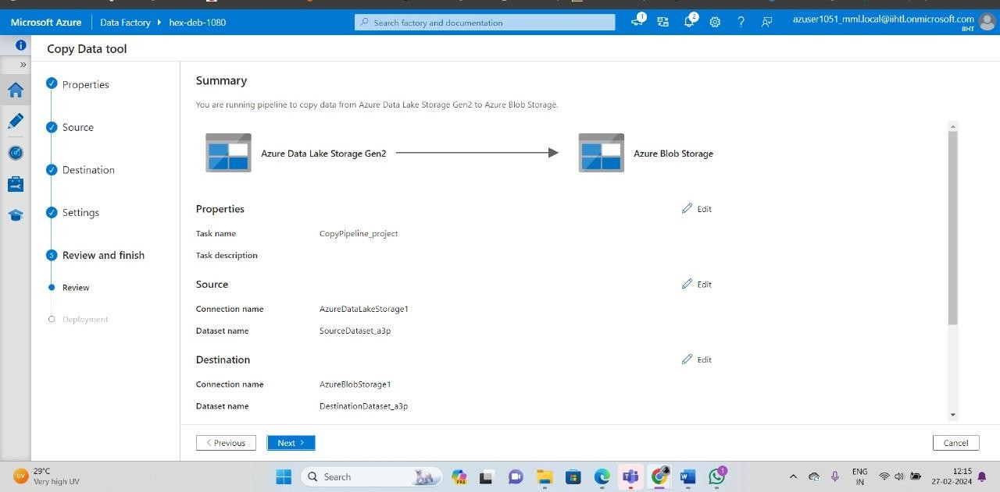 Microsoft Azure
Data Factory
hex-deb-1080
Search factory and documentation
1
2
azuser1051_mml.local@iihtl.onmicrosoft.com
IIHT
Copy Data tool
Properties
Source
Destination
Settings
5 Review and finish
Review
Deployment
Summary
You are running pipeline to copy data from Azure Data Lake Storage Gen2 to Azure Blob Storage.
Azure Data Lake Storage Gen2
Azure Blob Storage
Properties Edit
Task name CopyPipeline_project
Task description
Source Edit
Connection name AzureDataLakeStorage1
Dataset name SourceDataset_a3p
Destination Edit
Connection name AzureBlobStorage1
Dataset name DestinationDataset_a3p
Previous Next Cancel
UV 29°C
Very high UV
Search
PRE
1
ENG
IN
12:15
27-02-2024